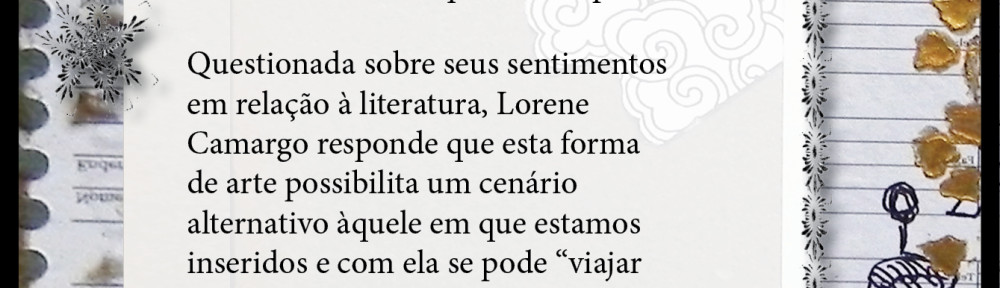 Questionada sobre seus sentimentos
em relação à literatura, Lorene
Camargo responde que esta forma
de arte possibilita um cenário
alternativo àquele em que estamos
inseridos e com ela se pode “viajar